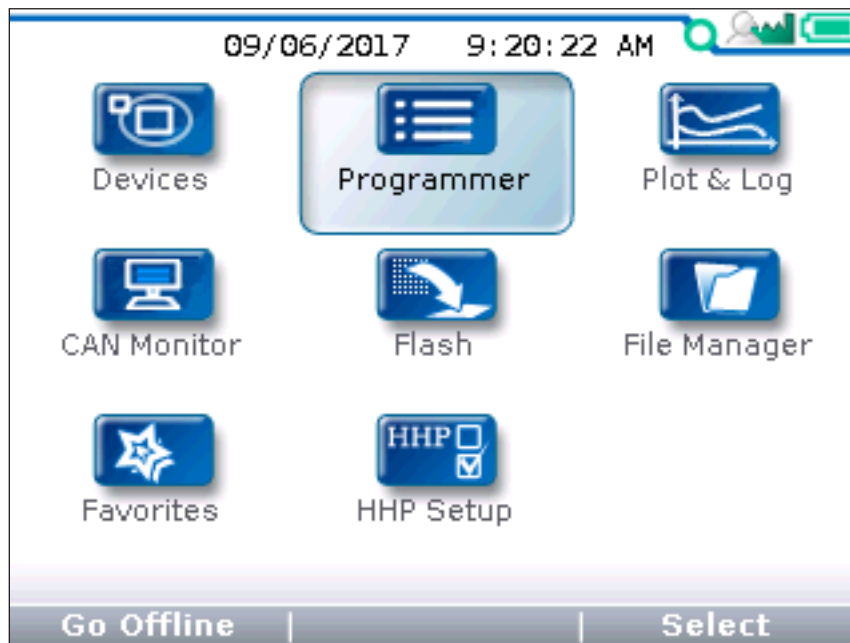 09/06/2017 9:20:22 AM
Devices Programmer Plot & Log
CAN Monitor Flash File Manager
HHP
Favorites HHP Setup
Go Offline Select